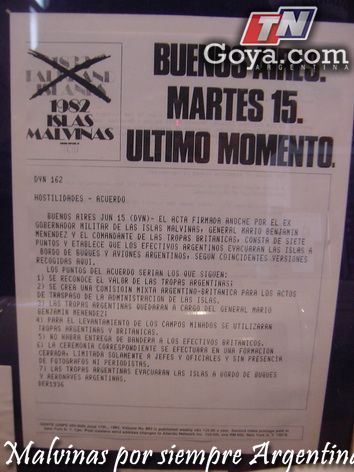 TN
Goya.com
ARGENTINA
FALKLAND
ISLANDS
1982
ISLAS
MALVINAS
BUENOS
MARTES 15.
ULTIMO MOMENTO.
DYN 162
HOSTILIDADES - ACUERDO
BUENOS AIRES JUN 15 (DYN)- EL ACTA FIRMADA ANOCHE POR EL EX
GOBERNADOR MILITAR DE LAS ISLAS MALVINAS, GENERAL MARIO BENJAMIN
MENENDEZ Y EL COMANDANTE DE LAS TROPAS BRITANICAS, CONSTA DE SIETE
PUNTOS Y ETABLECE QUE LOS EFECTIVOS ARGENTINOS EVACUARAN LAS ISLAS A
BORDO DE BUQUES Y AVIONES ARGENTINOS, SEGUN COINCIDENTES VERSIONES
RECOGIDAS AQUI.
LOS PUNTOS DEL ACUERDO SERIAN LOS QUE SIGUEN:
1) SE RECONOCE EL VALOR DE LAS TROPAS ARGENTINAS;
2) SE CREA UNA COMISION MIXTA ARGENTINO-BRITANICA PARA LOS ACTOS
DE TRASPASO DE LA ADMINISTRACION DE LAS ISLAS.
3) LAS TROPAS ARGENTINAS QUEDARAN A CARGO DEL GENERAL MARIO
BENJAMIN MENENDEZ;
4) PARA EL LEVANTAMIENTO DE LOS CAMPOS MINADOS SE UTILIZARAN
TROPAS ARGENTINAS Y BRITANICAS.
5) NO HABRA ENTREGA DE BANDERA A LOS EFECTIVOS BRITANICOS.
6) LA CEREMONIA CORRESPONDIENTE SE EFECTUARA EN UNA FORMACION
CERRADA, LIMITADA SOLAMENTE A JEFES Y OFICIALES Y SIN PRESENCIA
DE FOTOGRAFOS NI PERIODISTAS.
7) LAS TROPAS ARGENTINAS EVACUARAN LAS ISLAS A BORDO DE BUQUES
Y AERONAVES ARGENTINAS.
DER1936
Malvinas por siempre Argentina